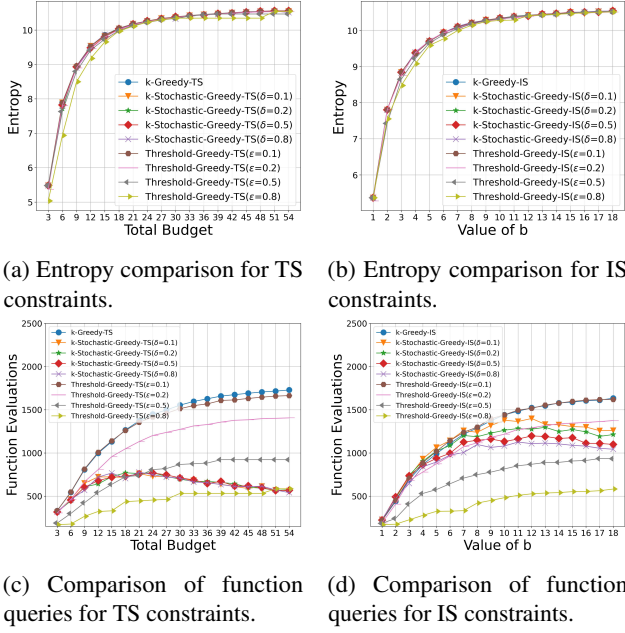 10
9
8
7
6
5
Entropy
k-Greedy-TS
k-Stochastic-Greedy-TS(δ=0.1)
k-Stochastic-Greedy-TS(δ=0.2)
k-Stochastic-Greedy-TS(δ=0.5)
k-Stochastic-Greedy-TS(δ=0.8)
Threshold-Greedy-TS(ε=0.1)
Threshold-Greedy-TS(ε=0.2)
Threshold-Greedy-TS(ε=0.5)
Threshold-Greedy-TS(ε=0.8)
3 6 9 12 15 18 21 24 27 30 33 36 39 42 45 48 51 54
Total Budget
(a) Entropy comparison for TS
constraints.
10
9
8
7
6
Entropy
k-Greedy-IS
k-Stochastic-Greedy-IS(δ=0.1)
k-Stochastic-Greedy-IS(δ=0.2)
k-Stochastic-Greedy-IS(δ=0.5)
k-Stochastic-Greedy-IS(δ=0.8)
Threshold-Greedy-IS(ε=0.1)
Threshold-Greedy-IS(ε=0.2)
Threshold-Greedy-IS(ε=0.5)
Threshold-Greedy-IS(ε=0.8)
1 2 3 4 5 6 7 8 9 10 11 12 13 14 15 16 17 18
Value of b
(b) Entropy comparison for IS
constraints.
2500
2000
1500
1000
500
Function Evaluations
k-Greedy-TS
k-Stochastic-Greedy-TS(δ=0.1)
k-Stochastic-Greedy-TS(δ=0.2)
k-Stochastic-Greedy-TS(δ=0.5)
k-Stochastic-Greedy-TS(δ=0.8)
Threshold-Greedy-TS(ε=0.1)
Threshold-Greedy-TS(ε=0.2)
Threshold-Greedy-TS(ε=0.5)
Threshold-Greedy-TS(ε=0.8)
3 6 9 12 15 18 21 24 27 30 33 36 39 42 45 48 51 54
Total Budget
(c) Comparison of function
queries for TS constraints.
2500
2000
1500
1000
500
Function Evaluations
k-Greedy-IS
k-Stochastic-Greedy-IS(δ=0.1)
k-Stochastic-Greedy-IS(δ=0.2)
k-Stochastic-Greedy-IS(δ=0.5)
k-Stochastic-Greedy-IS(δ=0.8)
Threshold-Greedy-IS(ε=0.1)
Threshold-Greedy-IS(ε=0.2)
Threshold-Greedy-IS(ε=0.5)
Threshold-Greedy-IS(ε=0.8)
1 2 3 4 5 6 7 8 9 10 11 12 13 14 15 16 17 18
Value of b
(d) Comparison of function
queries for IS constraints.